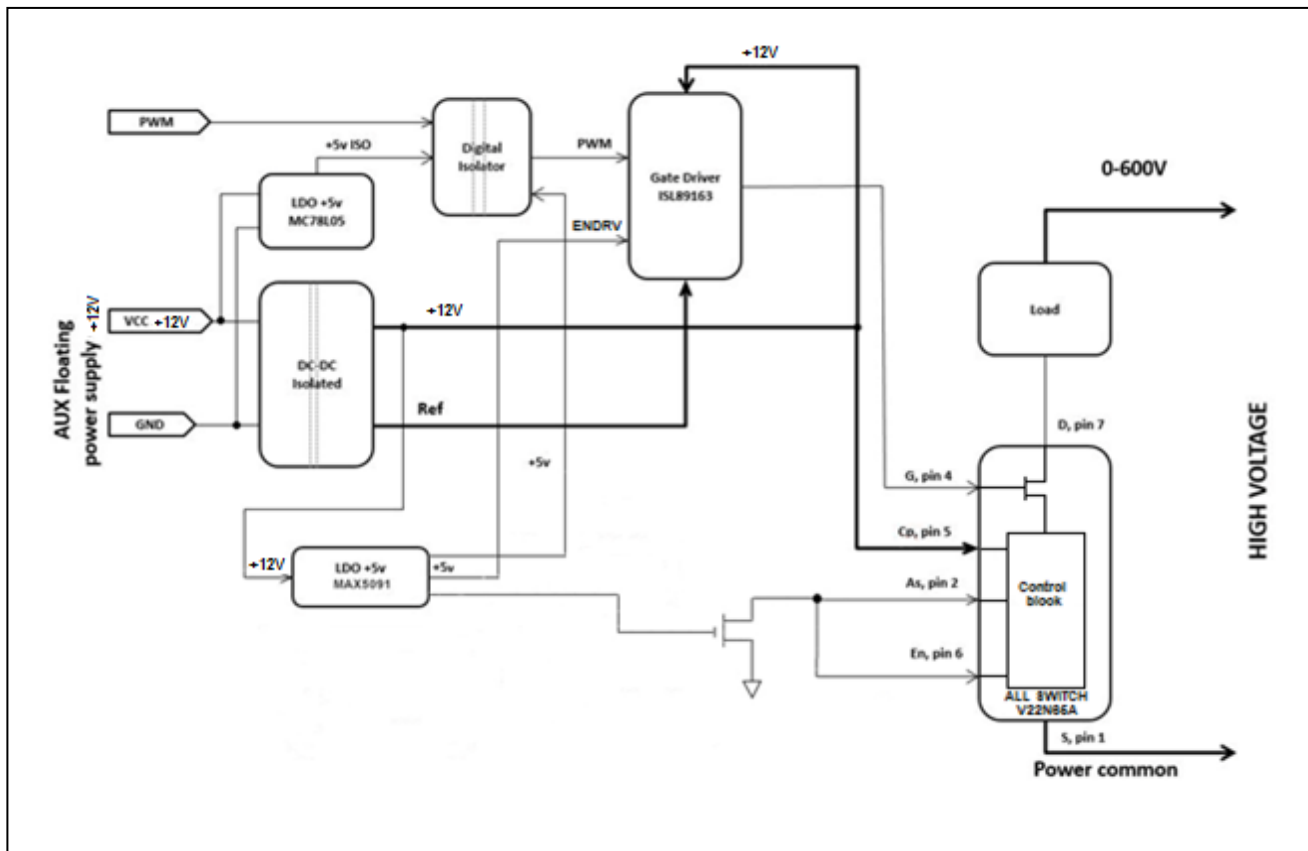 +12V
PWM
+5v ISO
Digital
Isolator
PWM
Gate Driver
ISL89163
0-600V
LDO +5v
MC78L05
ENDRV
AUX Floating
power supply +12V
VCC +12V
+12V
DC-DC
Isolated
Load
GND
Ref
D, pin 7
HIGH VOLTAGE
+5v
G, pin 4
Cp, pin 5
+12V
LDO +5v
MAX5091
+5v
As, pin 2
Control
blook
En, pin 6
ALL SWITCH
V22N65A
S, pin 1
Power common